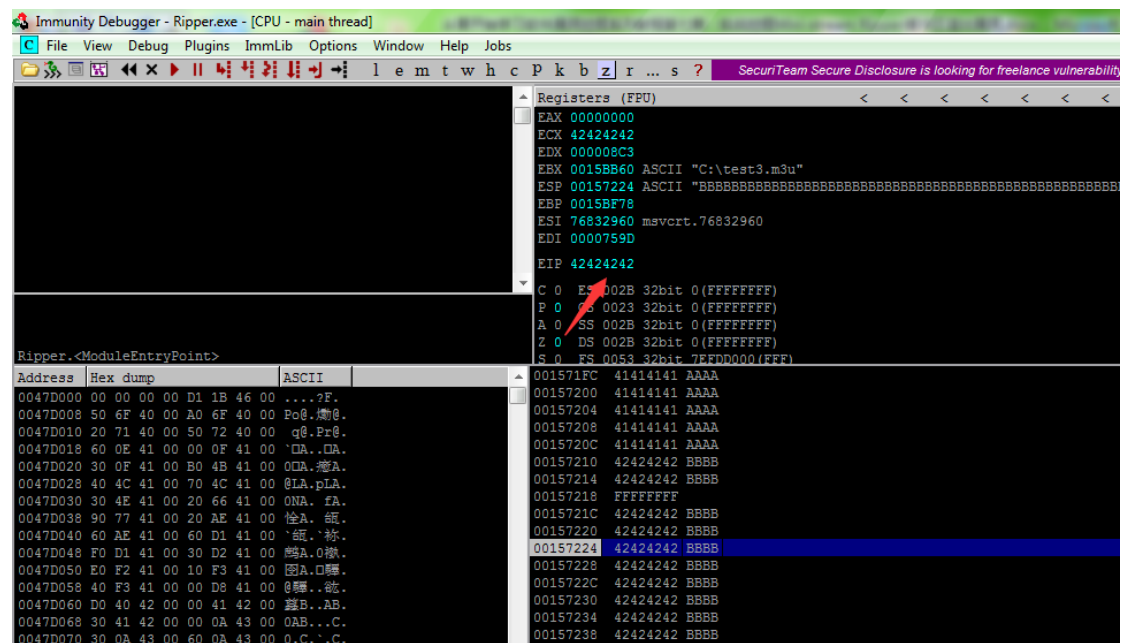 Immunity Debugger - Ripper.exe - [CPU - main thread]
C File View Debug Plugins ImmLib Options Window Help Jobs
l e m t w h c P k b z r ... s ? SecuriTeam Secure Disclosure is looking for freelance vulnerability
Registers (FPU) < < < < < < <
EAX 00000000
ECX 42424242
EDX 000008C3
EBX 0015BB60 ASCII "C:\test3.m3u"
ESP 00157224 ASCII
EBP 0015BF78
ESI 76832960 msvcrt.76832960
EDI 0000759D
EIP 42424242
C 0 ES 002B 32bit 0(FFFFFFFF)
P 0 CS 0023 32bit 0(FFFFFFFF)
A 0 SS 002B 32bit 0(FFFFFFFF)
Z 0 DS 002B 32bit 0(FFFFFFFF)
S 0 FS 0053 32bit 7EFDD000(FFF)
Ripper.<ModuleEntryPoint>
Address Hex dump ASCII
0047D000 00 00 00 00 D1 1B 46 00 ....?F.
0047D008 50 6F 40 00 A0 6F 40 00
0047D010 20 71 40 00 50 72 40 00 q@.Pr@.
0047D018 60 0E 41 00 00 0F 41 00
0047D020 30 0F 41 00 B0 4B 41 00
0047D028 40 4C 41 00 70 4C 41 00 @LA.pLA.
0047D030 30 4E 41 00 20 66 41 00 0NA. fA.
0047D038 90 77 41 00 20 AE 41 00
0047D040 60 AE 41 00 60 D1 41 00
0047D048 F0 D1 41 00 30 D2 41 00
0047D050 E0 F2 41 00 10 F3 41 00
0047D058 40 F3 41 00 00 D8 41 00
0047D060 D0 40 42 00 00 41 42 00
0047D068 30 41 42 00 00 0A 43 00 0AB...C.
0047D070 30 0A 43 00 60 0A 43 00 0.C.`.C.
001571FC 41414141 AAAA
00157200 41414141 AAAA
00157204 41414141 AAAA
00157208 41414141 AAAA
0015720C 41414141 AAAA
00157210 42424242 BBBB
00157214 42424242 BBBB
00157218 FFFFFFFF
0015721C 42424242 BBBB
00157220 42424242 BBBB
00157224 42424242 BBBB
00157228 42424242 BBBB
0015722C 42424242 BBBB
00157230 42424242 BBBB
00157234 42424242 BBBB
00157238 42424242 BBBB